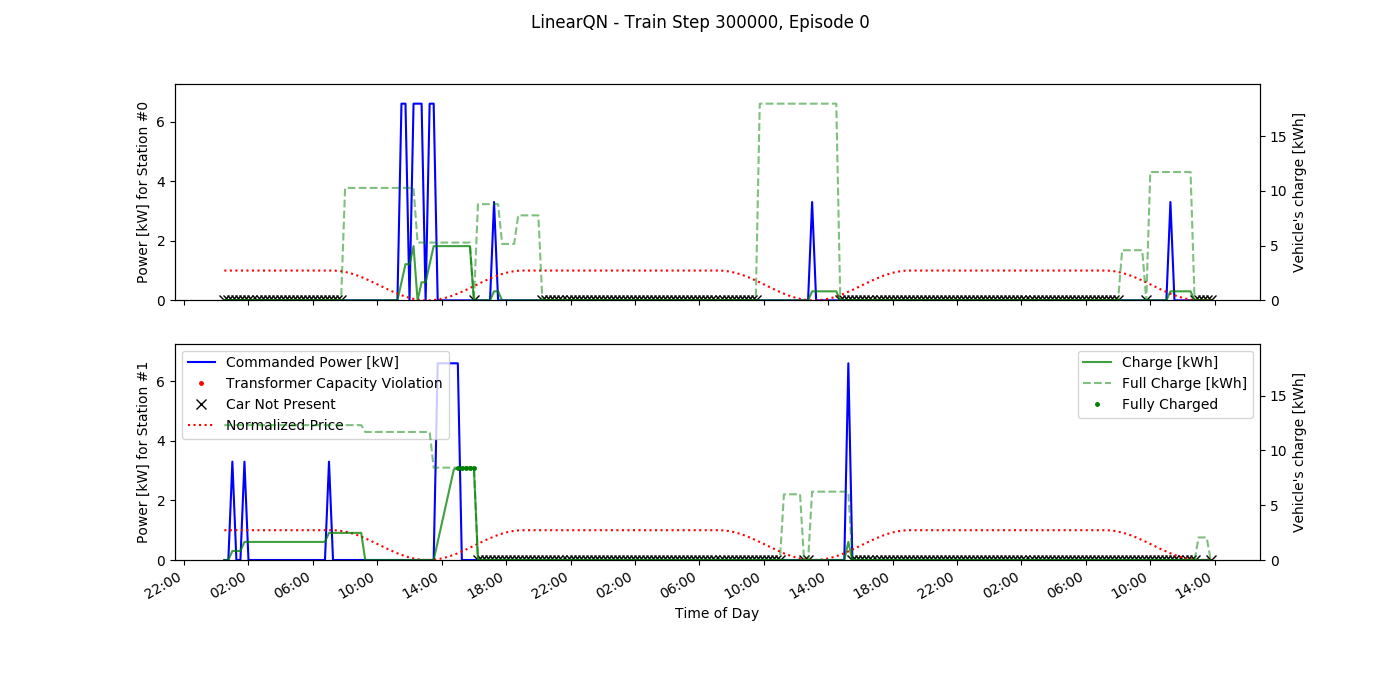 LinearQN - Train Step 300000, Episode 0
Power [kW] for Station #0
6
4
2
0
15
10
5
0
Vehicle's charge [kWh]
Power [kW] for Station #1
6
4
2
0
Commanded Power [kW]
Transformer Capacity Violation
Car Not Present
Normalized Price
Charge [kWh]
Full Charge [kWh]
Fully Charged
15
10
5
0
Vehicle's charge [kWh]
22:00 02:00 06:00 10:00 14:00 18:00 22:00 02:00 06:00 10:00 14:00 18:00 22:00 02:00 06:00 10:00 14:00
Time of Day